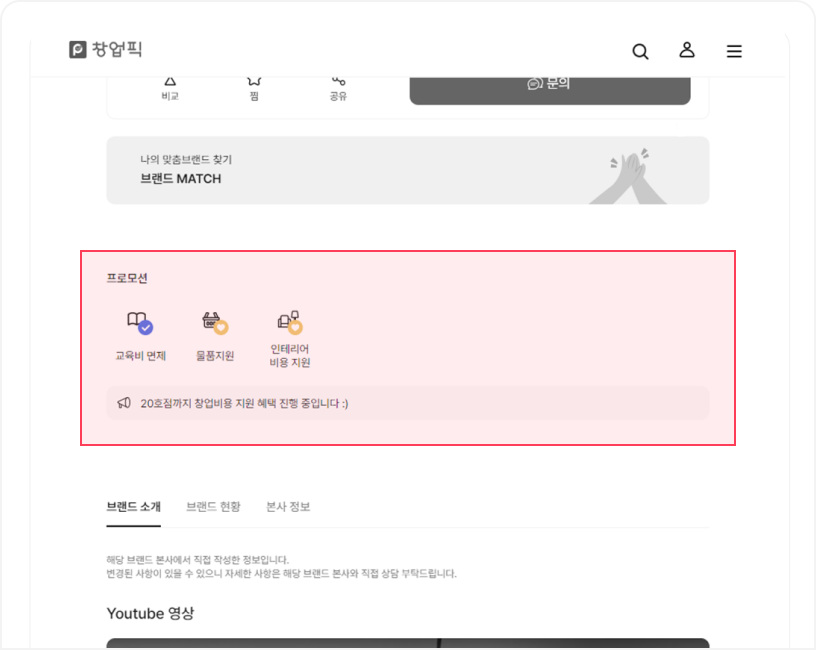 창업픽
비교 찜 공유 문의
나의 맞춤브랜드 찾기
브랜드 MATCH
프로모션
교육비 면제 물품지원 인테리어
비용 지원
20호점까지 창업비용 지원 혜택 진행 중입니다 :)
브랜드 소개 브랜드 현황 본사 정보
해당 브랜드 본사에서 직접 작성한 정보입니다.
변경된 사항이 있을 수 있으니 자세한 사항은 해당 브랜드 본사와 직접 상담 부탁드립니다.
Youtube 영상